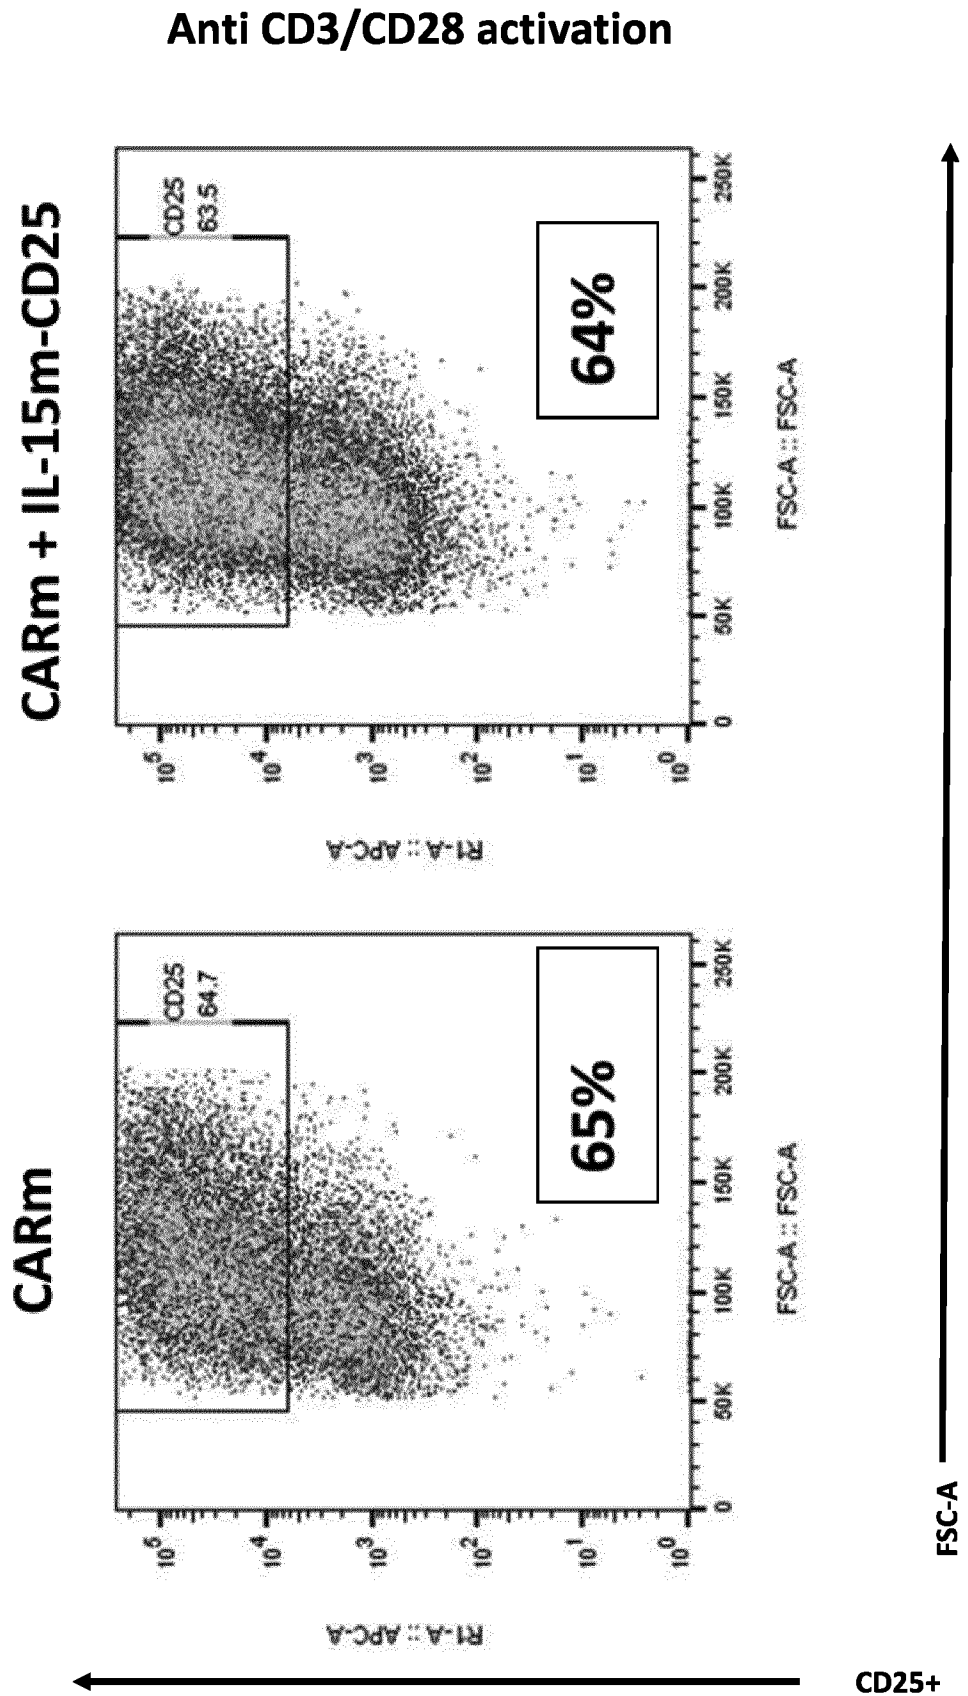 Anti CD3/CD28 activation
CARm + IL-15m-CD25
CD25
63.5
64%
10^5
10^4
10^3
10^2
10^1
10^0
0
50K
100K
150K
200K
250K
R1-A :: APC-A
FSC-A :: FSC-A
CARm
CD25
64.7
65%
10^5
10^4
10^3
10^2
10^1
10^0
0
50K
100K
150K
200K
250K
R1-A :: APC-A
FSC-A :: FSC-A
FSC-A
CD25+